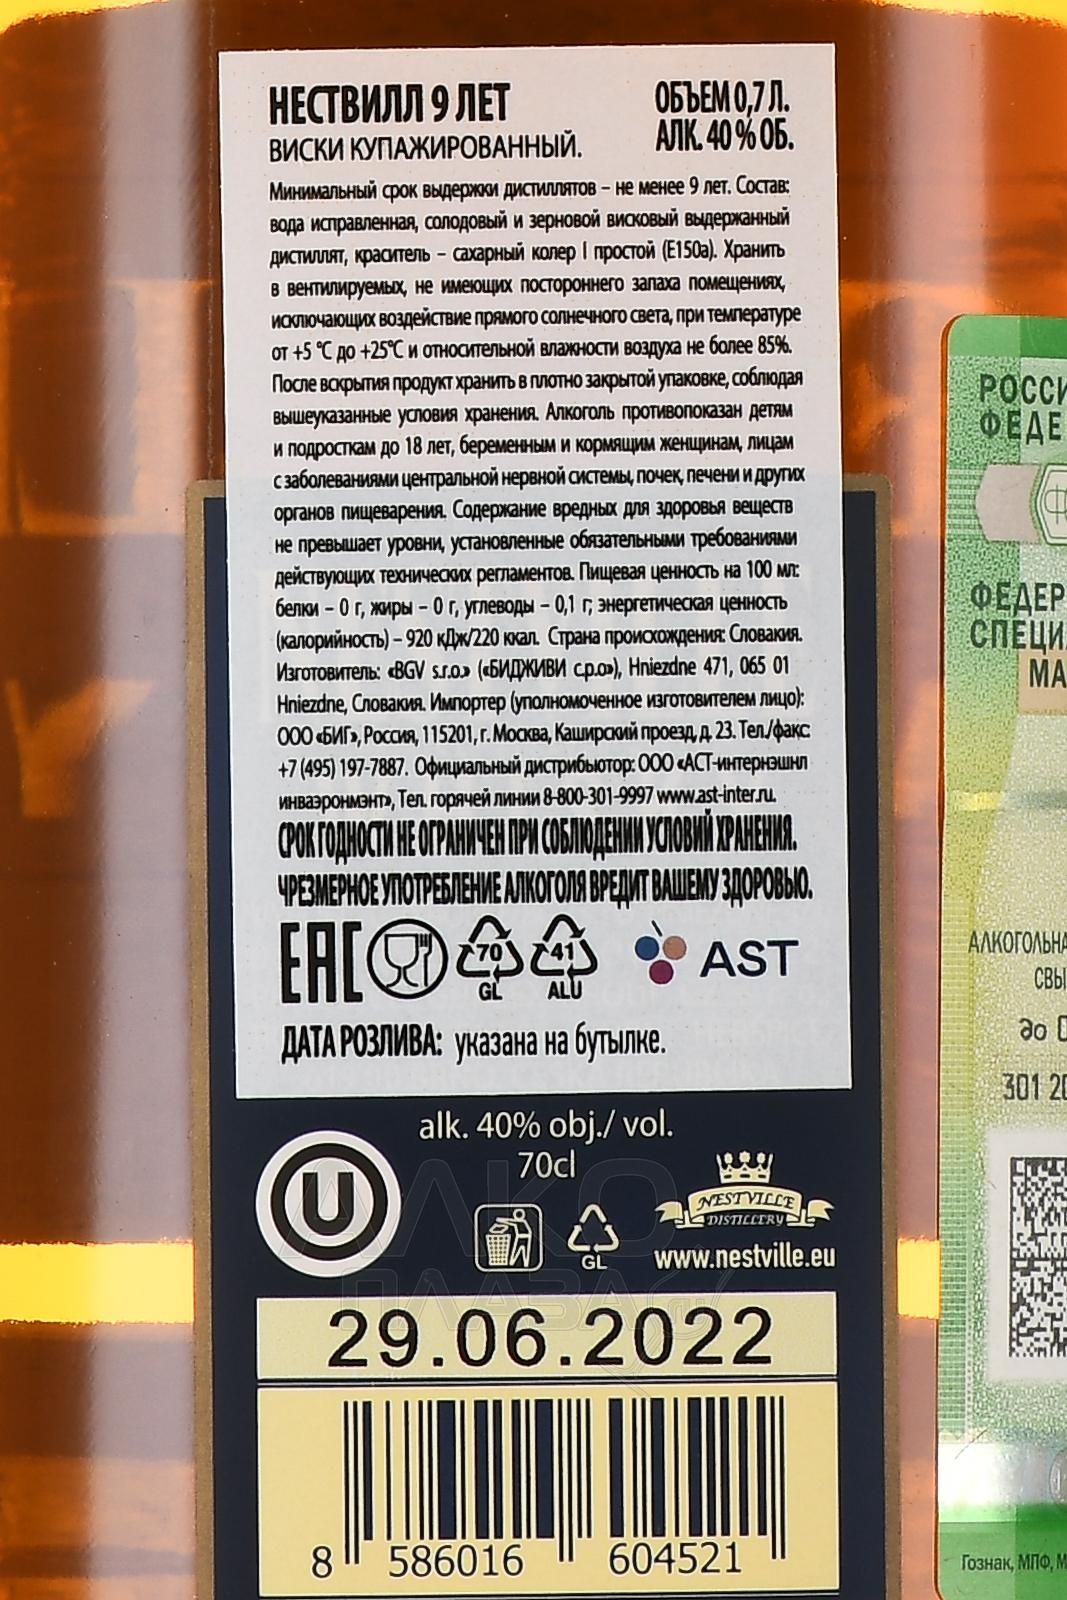 НЕСТВИЛЛ 9 ЛЕТ
ВИСКИ КУПАЖИРОВАННЫЙ.
ОБЪЕМ 0,7 Л.
АЛК. 40 % ОБ.
Минимальный срок выдержки дистиллятов – не менее 9 лет. Состав:
вода исправленная, солодовый и зерновой висковый выдержанный
дистиллят, краситель – сахарный колер I простой (Е150а). Хранить
в вентилируемых, не имеющих постороннего запаха помещениях,
исключающих воздействие прямого солнечного света, при температуре
от +5 °С до +25°С и относительной влажности воздуха не более 85%.
После вскрытия продукт хранить в плотно закрытой упаковке, соблюдая
вышеуказанные условия хранения. Алкоголь противопоказан детям
и подросткам до 18 лет, беременным и кормящим женщинам, лицам
с заболеваниями центральной нервной системы, почек, печени и других
органов пищеварения. Содержание вредных для здоровья веществ
не превышает уровни, установленные обязательными требованиями
действующих технических регламентов. Пищевая ценность на 100 мл:
белки – 0 г, жиры – 0 г, углеводы – 0,1 г; энергетическая ценность
(калорийность) – 920 кДж/220 ккал. Страна происхождения: Словакия.
Изготовитель: «BGV s.r.o.» («БИДЖИВИ с.р.о»), Hniezdne 471, 065 01
Hniezdne, Словакия. Импортер (уполномоченное изготовителем лицо):
ООО «БИГ», Россия, 115201, г. Москва, Каширский проезд, д. 23. Тел./факс:
+7 (495) 197-7887. Официальный дистрибьютор: ООО «АСТ-интернэшнл
инваэронмэнт», Тел. горячей линии 8-800-301-9997 www.ast-inter.ru.
СРОК ГОДНОСТИ НЕ ОГРАНИЧЕН ПРИ СОБЛЮДЕНИИ УСЛОВИЙ ХРАНЕНИЯ.
ЧРЕЗМЕРНОЕ УПОТРЕБЛЕНИЕ АЛКОГОЛЯ ВРЕДИТ ВАШЕМУ ЗДОРОВЬЮ.
EAC 70 GL 41 ALU AST
ДАТА РОЗЛИВА: указана на бутылке.
alk. 40% obj./ vol.
70cl
U
GL
NESTVILLE
DISTILLERY
www.nestville.eu
АЛКО
ПЛАЗА.ru
29.06.2022
8 586016 604521
РОССИ
ФЕДЕ
ФЕДЕР
СПЕЦИ
МА
АЛКОГОЛЬНА
СВЫ
до 0
301 20
Гознак, МПФ, М